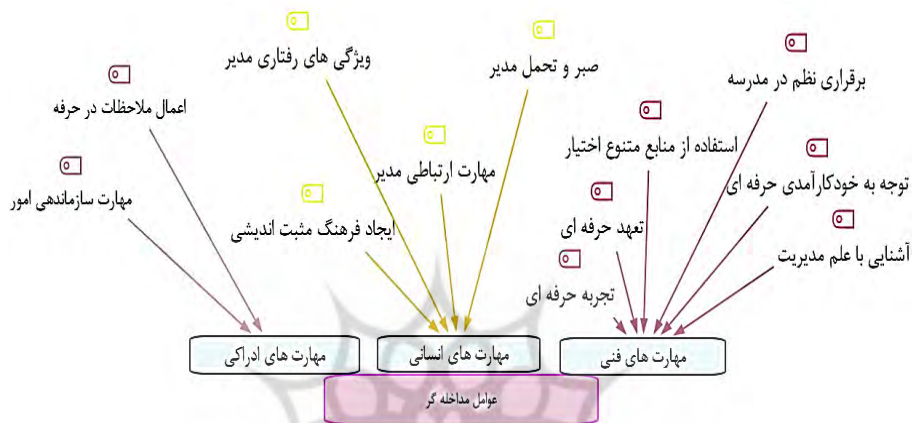 برقراری نظم در مدرسه
استفاده از منابع متنوع اختیار
توجه به خودکارآمدی حرفه ای
تعهد حرفه ای
آشنایی با علم مدیریت
تجربه حرفه ای
مهارت های فنی
صبر و تحمل مدیر
ویژگی های رفتاری مدیر
مهارت ارتباطی مدیر
ایجاد فرهنگ مثبت اندیشی
مهارت های انسانی
اعمال ملاحظات در حرفه
مهارت سازماندهی امور
مهارت های ادراکی
عوامل مداخله گر